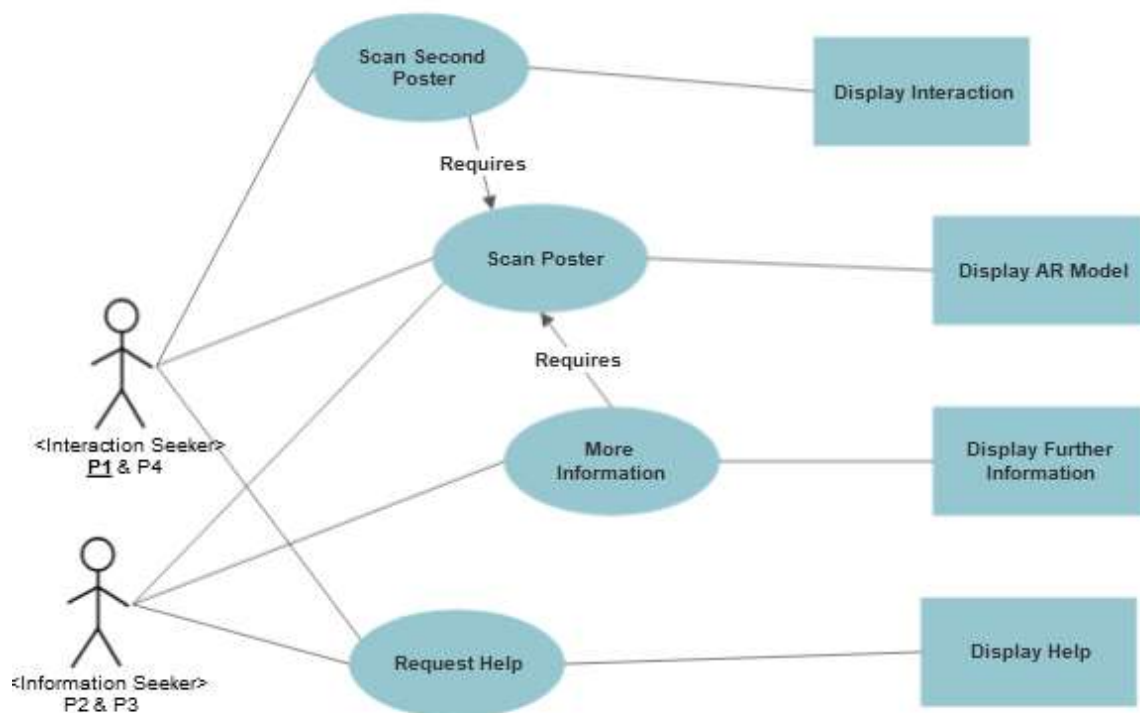 Scan Second
Poster
Display Interaction
Requires
Scan Poster
Display AR Model
Requires
<Interaction Seeker>
P1 & P4
More
Information
Display Further
Information
<Information Seeker>
P2 & P3
Request Help
Display Help